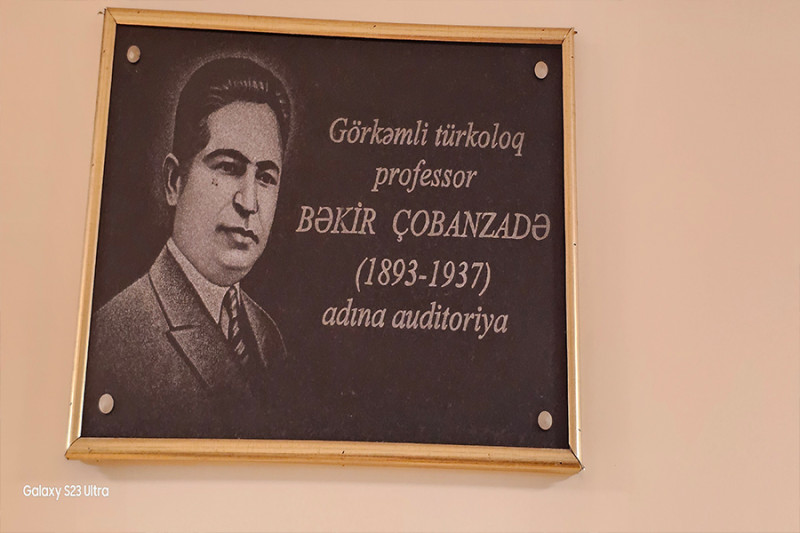 Görkəmli türkoloq
professor
BƏKİR ÇOBANZADƏ
(1893-1937)
adına auditoriya
Galaxy S23 Ultra